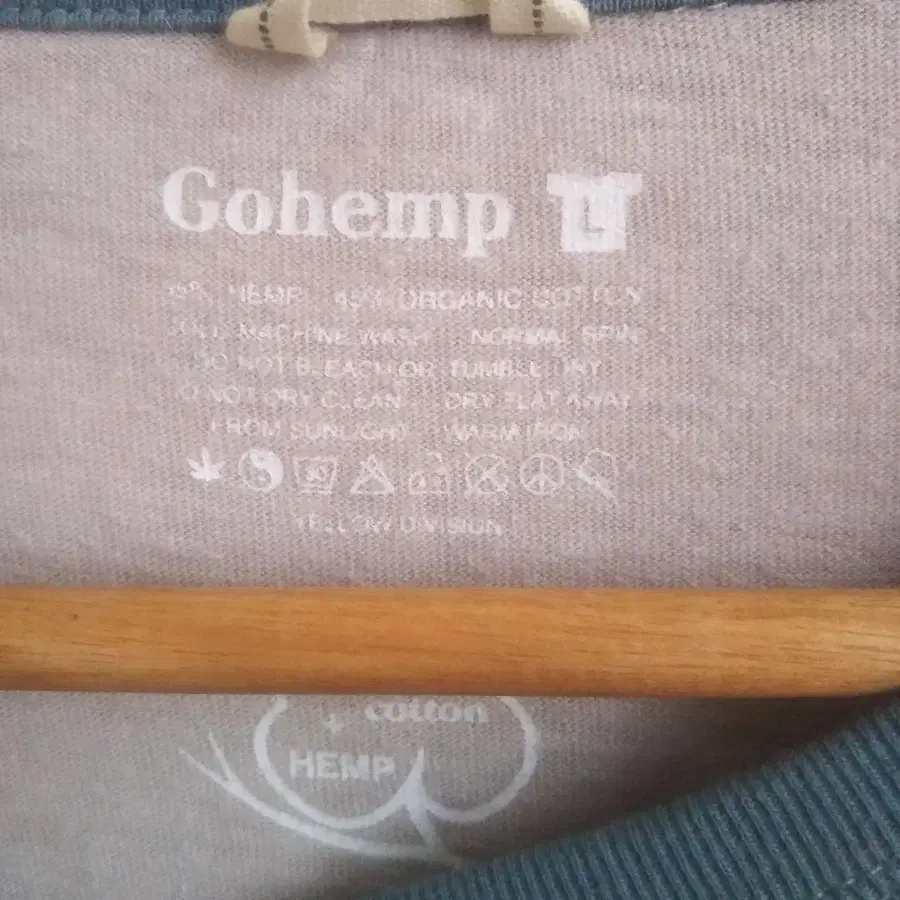 Gohemp L
HEMP 45% ORGANIC COTTON
MACHINE WASH NORMAL SPIN
DO NOT BLEACH OR TUMBLE DRY
DO NOT DRY CLEAN DRY FLAT AWAY
FROM SUNLIGHT WARM IRON
YELLOW DIVISION
+ cotton
HEMP